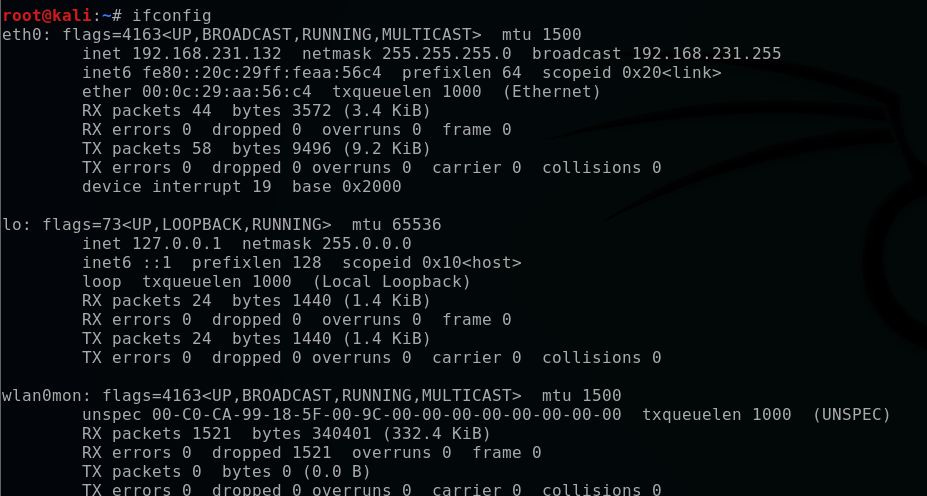 root@kali:~# ifconfig
eth0: flags=4163<UP,BROADCAST,RUNNING,MULTICAST>  mtu 1500
        inet 192.168.231.132  netmask 255.255.255.0  broadcast 192.168.231.255
        inet6 fe80::20c:29ff:feaa:56c4  prefixlen 64  scopeid 0x20<link>
        ether 00:0c:29:aa:56:c4  txqueuelen 1000  (Ethernet)
        RX packets 44  bytes 3572 (3.4 KiB)
        RX errors 0  dropped 0  overruns 0  frame 0
        TX packets 58  bytes 9496 (9.2 KiB)
        TX errors 0  dropped 0 overruns 0  carrier 0  collisions 0
        device interrupt 19  base 0x2000

lo: flags=73<UP,LOOPBACK,RUNNING>  mtu 65536
        inet 127.0.0.1  netmask 255.0.0.0
        inet6 ::1  prefixlen 128  scopeid 0x10<host>
        loop  txqueuelen 1000  (Local Loopback)
        RX packets 24  bytes 1440 (1.4 KiB)
        RX errors 0  dropped 0  overruns 0  frame 0
        TX packets 24  bytes 1440 (1.4 KiB)
        TX errors 0  dropped 0 overruns 0  carrier 0  collisions 0

wlan0mon: flags=4163<UP,BROADCAST,RUNNING,MULTICAST>  mtu 1500
        unspec 00-C0-CA-99-18-5F-00-9C-00-00-00-00-00-00-00-00  txqueuelen 1000  (UNSPEC)
        RX packets 1521  bytes 340401 (332.4 KiB)
        RX errors 0  dropped 1521  overruns 0  frame 0
        TX packets 0  bytes 0 (0.0 B)
        TX errors 0  dropped 0 overruns 0  carrier 0  collisions 0